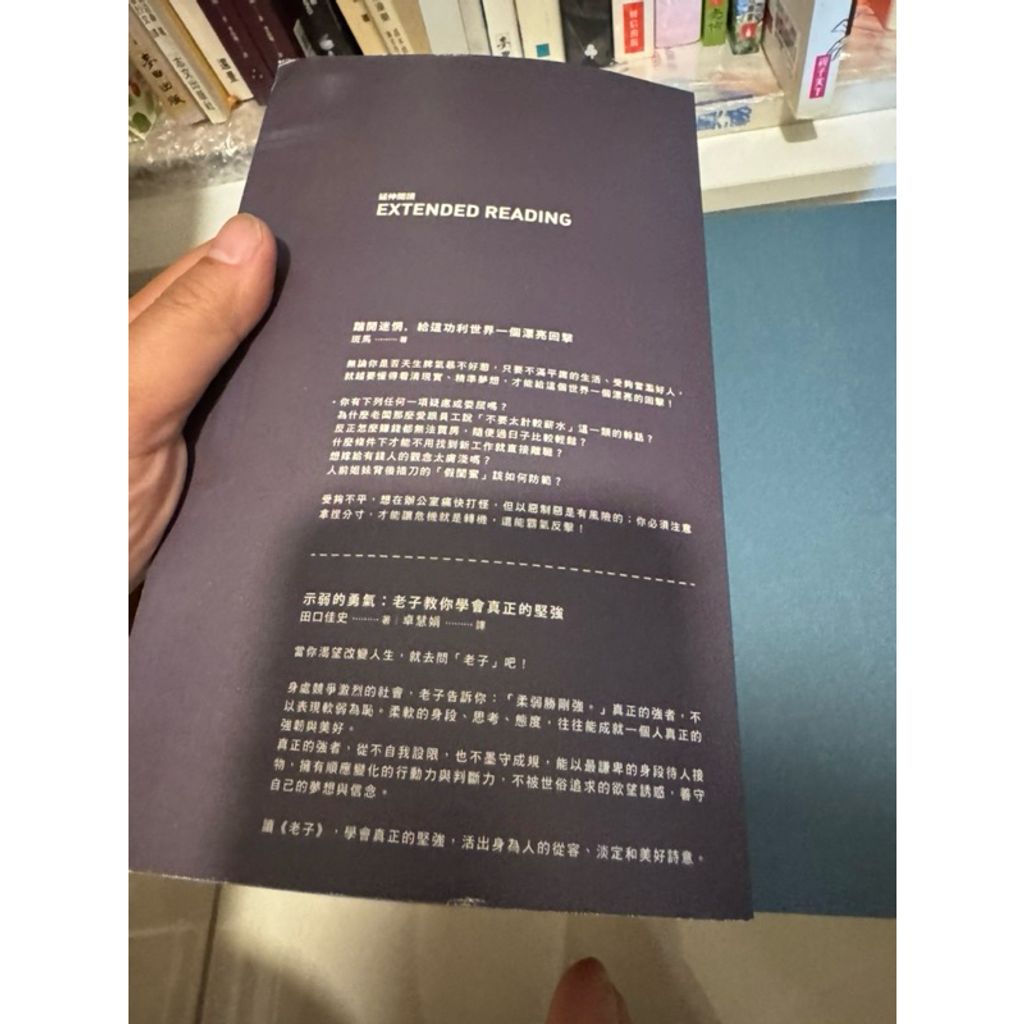 延伸閱讀
EXTENDED READING
離開迷惘，給這功利世界一個漂亮回擊
斑馬 ········ 著
無論你是否天生脾氣暴不好惹，只要不滿平庸的生活、受夠當濫好人，
就越要懂得看清現實、精準夢想，才能給這個世界一個漂亮的回擊！
·你有下列任何一項疑慮或委屈嗎？
為什麼老闆那麼愛跟員工說「不要太計較薪水」這一類的幹話？
反正怎麼賺錢都無法買房，隨便過日子比較輕鬆？
什麼條件下才能不用找到新工作就直接離職？
想嫁給有錢人的觀念太膚淺嗎？
人前姐妹背後插刀的「假閨蜜」該如何防範？
受夠不平，想在辦公室痛快打怪，但以惡制惡是有風險的；你必須注意
拿捏分寸，才能讓危機就是轉機，還能霸氣反擊！
示弱的勇氣：老子教你學會真正的堅強
田口佳史 ········ 著｜卓慧娟 ········ 譯
當你渴望改變人生，就去問「老子」吧！
身處競爭激烈的社會，老子告訴你：「柔弱勝剛強。」真正的強者，不
以表現軟弱為恥。柔軟的身段、思考、態度，往往能成就一個人真正的
強韌與美好。
真正的強者，從不自我設限，也不墨守成規，能以最謙卑的身段待人接
物，擁有順應變化的行動力與判斷力，不被世俗追求的欲望誘惑，善守
自己的夢想與信念。
讀《老子》，學會真正的堅強，活出身為人的從容、淡定和美好詩意。
親子天下